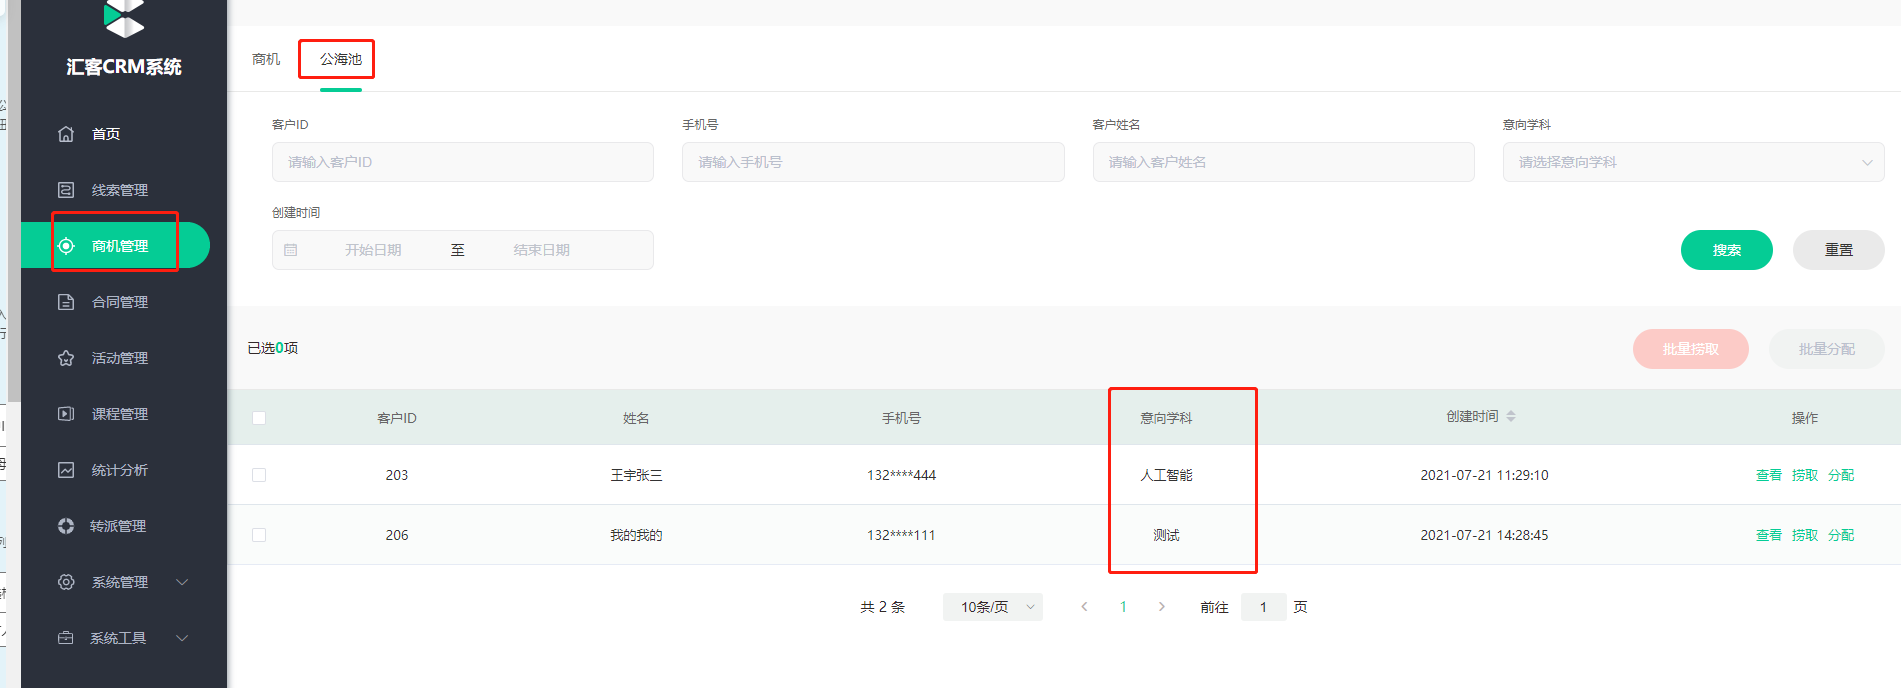 汇客CRM系统
首页
线索管理
商机管理
合同管理
活动管理
课程管理
统计分析
转派管理
系统管理
系统工具
商机 公海池
客户ID 手机号 客户姓名 意向学科
请输入客户ID 请输入手机号 请输入客户姓名 请选择意向学科
创建时间
开始日期 至 结束日期 搜索 重置
已选0项 批量捞取 批量分配
客户ID 姓名 手机号 意向学科 创建时间 操作
203 王宇张三 132****444 人工智能 2021-07-21 11:29:10 查看 捞取 分配
206 我的我的 132****111 测试 2021-07-21 14:28:45 查看 捞取 分配
共 2 条 10条/页 1 前往 1 页